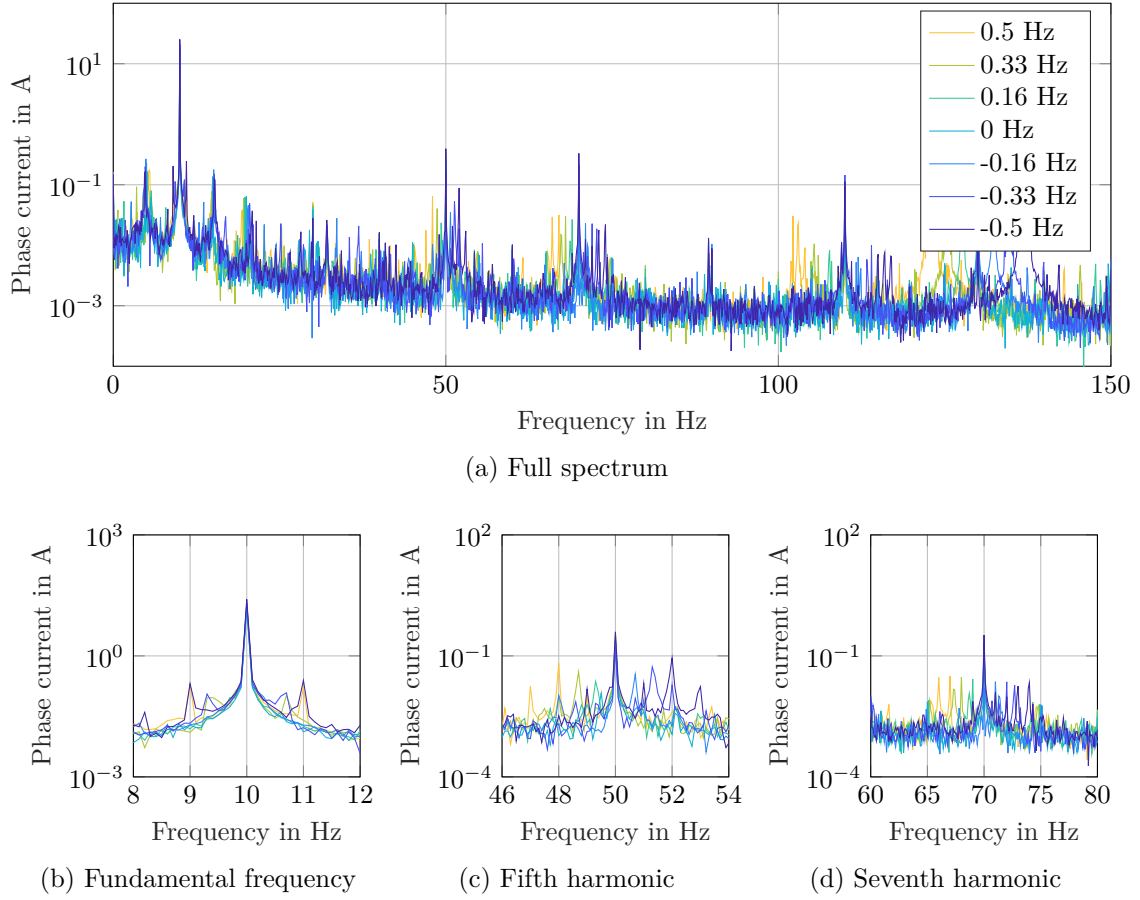 10^1
10^-1
10^-3
Phase current in A
0 50 100 150
Frequency in Hz
0.5 Hz
0.33 Hz
0.16 Hz
0 Hz
-0.16 Hz
-0.33 Hz
-0.5 Hz
(a) Full spectrum
10^3
10^0
10^-3
Phase current in A
8 9 10 11 12
Frequency in Hz
(b) Fundamental frequency
10^2
10^-1
10^-4
Phase current in A
46 48 50 52 54
Frequency in Hz
(c) Fifth harmonic
10^2
10^-1
10^-4
Phase current in A
60 65 70 75 80
Frequency in Hz
(d) Seventh harmonic